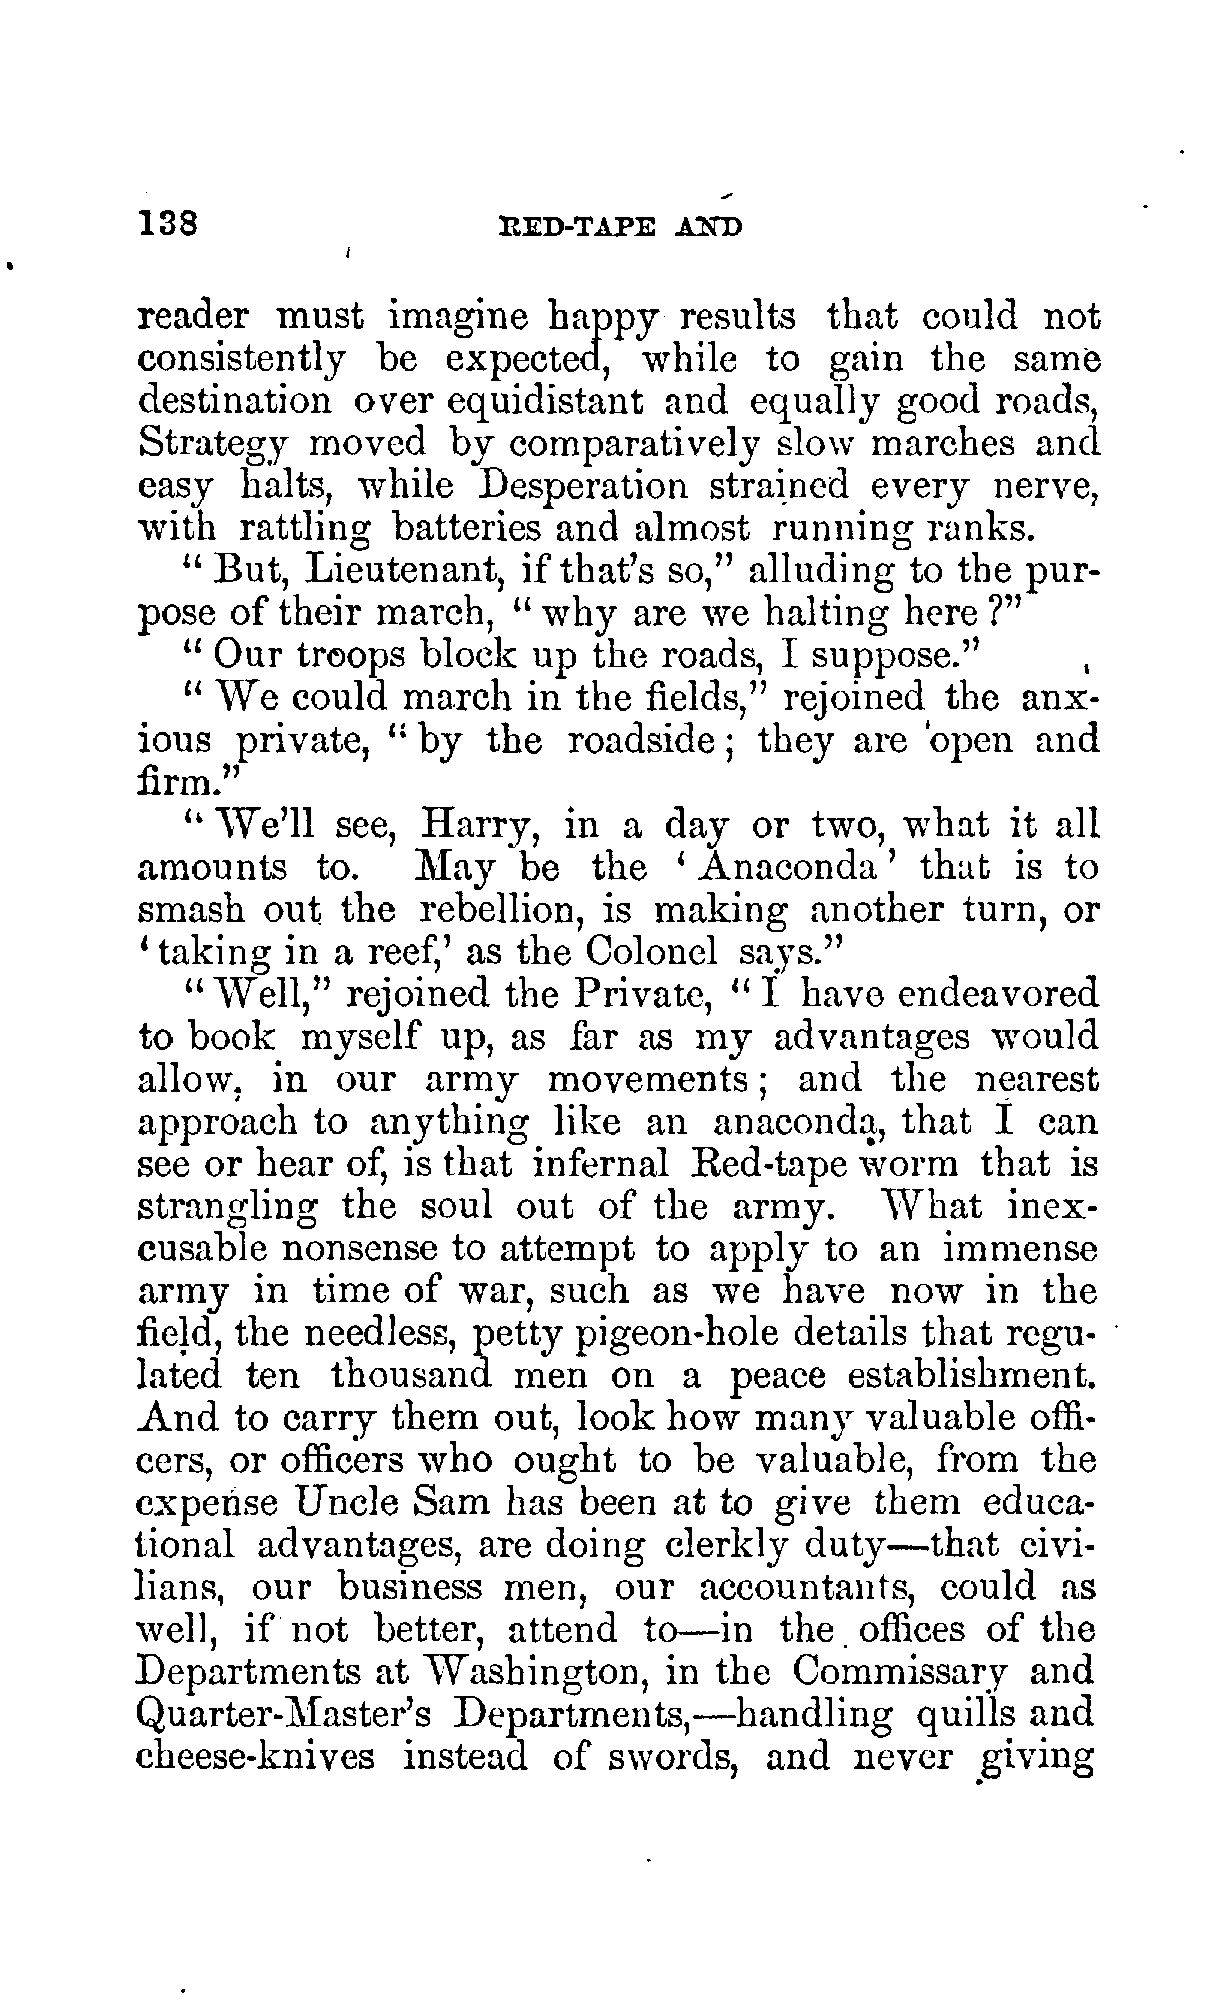 138 RED-TAPE AND
reader must imagine happy results that could not
consistently be expected, while to gain the same
destination over equidistant and equally good roads,
Strategy moved by comparatively slow marches and
easy halts, while Desperation strained every nerve,
with rattling batteries and almost running ranks.
“ But, Lieutenant, if that’s so,” alluding to the pur-
pose of their march, “ why are we halting here ?”
“ Our troops block up the roads, I suppose.”
“ We could march in the fields,” rejoined the anx-
ious private, “ by the roadside ; they are open and
firm.”
“ We’ll see, Harry, in a day or two, what it all
amounts to. May be the ‘ Anaconda ’ that is to
smash out the rebellion, is making another turn, or
‘ taking in a reef,’ as the Colonel says.”
“ Well,” rejoined the Private, “ I have endeavored
to book myself up, as far as my advantages would
allow, in our army movements ; and the nearest
approach to anything like an anaconda, that I can
see or hear of, is that infernal Red-tape worm that is
strangling the soul out of the army. What inex-
cusable nonsense to attempt to apply to an immense
army in time of war, such as we have now in the
field, the needless, petty pigeon-hole details that regu-
lated ten thousand men on a peace establishment.
And to carry them out, look how many valuable offi-
cers, or officers who ought to be valuable, from the
expense Uncle Sam has been at to give them educa-
tional advantages, are doing clerkly duty—that civi-
lians, our business men, our accountants, could as
well, if not better, attend to—in the offices of the
Departments at Washington, in the Commissary and
Quarter-Master’s Departments,—handling quills and
cheese-knives instead of swords, and never giving